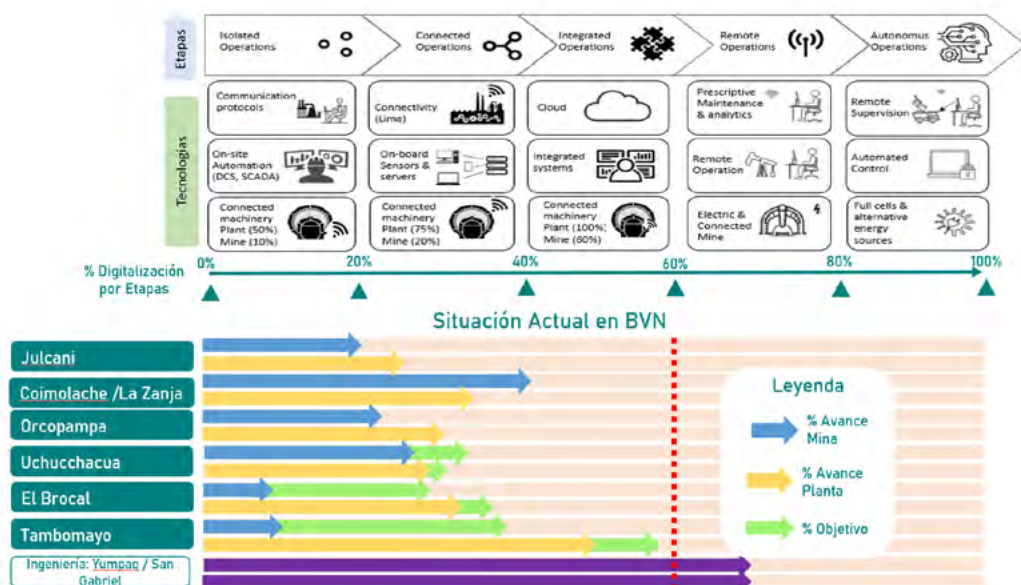 Etapas
Isolated
Operations
Connected
Operations
Integrated
Operations
Remote
Operations
Autonomus
Operations
Tecnologias
Communication
protocols
Connectivity
(Lima)
Cloud
Prescriptive
Maintenance
& analytics
Remote
Supervision
On-site
Automation
(DCS, SCADA)
On-board
Sensors &
servers
Integrated
systems
Remote
Operation
Automated
Control
Connected
machinery
Plant (50%)
Mine (10%)
Connected
machinery
Plant (75%)
Mine (20%)
Connected
machinery
Plant (100%)
Mine (60%)
Electric &
Connected
Mine
Full cells &
alternative
energy
sources
% Digitalización
por Etapas
0%
20%
40%
60%
80%
100%
Situación Actual en BVN
Julcani
Coimolache /La Zanja
Orcopampa
Uchucchacua
El Brocal
Tambomayo
Ingeniería: Yumpaq / San
Gabriel
Leyenda
% Avance
Mina
% Avance
Planta
% Objetivo